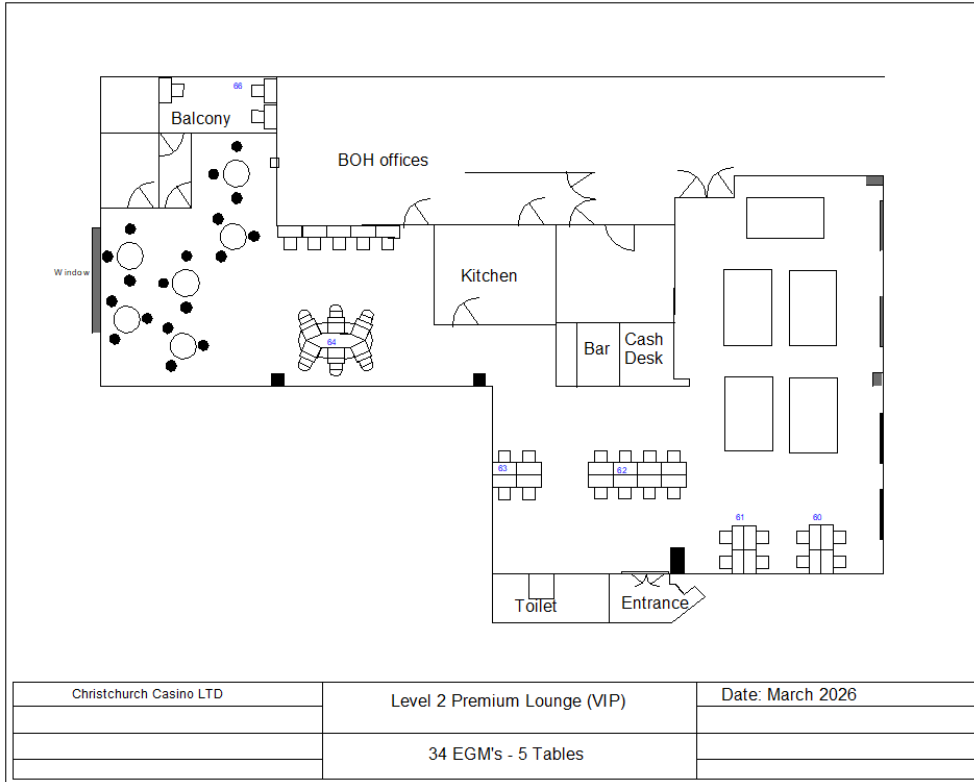 66
Balcony
BOH offices
Window
Kitchen
64
Bar
Cash
Desk
63
62
61
60
Toilet
Entrance
Christchurch Casino LTD
Level 2 Premium Lounge (VIP)
Date: March 2026
34 EGM's - 5 Tables